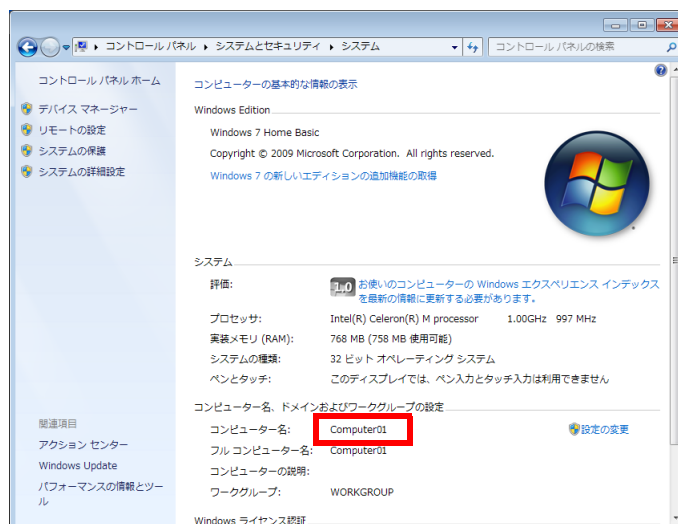 コントロール パネル ▸ システムとセキュリティ ▸ システム
コントロール パネルの検索
コントロール パネル ホーム
デバイス マネージャー
リモートの設定
システムの保護
システムの詳細設定
コンピューターの基本的な情報の表示
Windows Edition
Windows 7 Home Basic
Copyright © 2009 Microsoft Corporation. All rights reserved.
Windows 7 の新しいエディションの追加機能の取得
システム
評価:
1.0 お使いのコンピューターの Windows エクスペリエンス インデックス
を最新の情報に更新する必要があります。
プロセッサ: Intel(R) Celeron(R) M processor 1.00GHz 997 MHz
実装メモリ (RAM): 768 MB (758 MB 使用可能)
システムの種類: 32 ビット オペレーティング システム
ペンとタッチ: このディスプレイでは、ペン入力とタッチ入力は利用できません
コンピューター名、ドメインおよびワークグループの設定
コンピューター名: Computer01 設定の変更
フル コンピューター名: Computer01
コンピューターの説明:
ワークグループ: WORKGROUP
Windows ライセンス認証
関連項目
アクション センター
Windows Update
パフォーマンスの情報とツー
ル